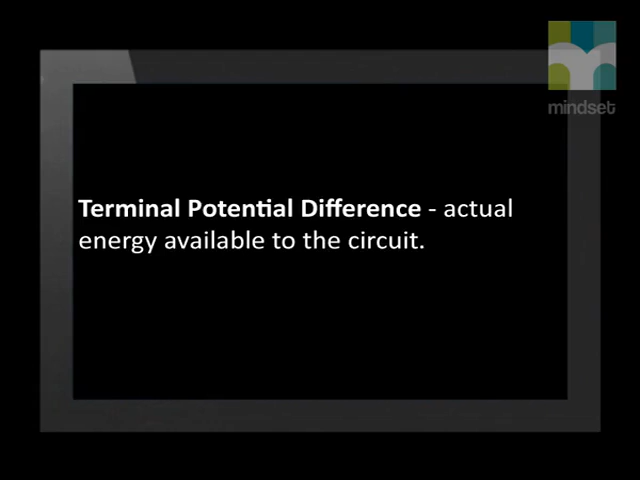 mindset
Terminal Potential Difference - actual
energy available to the circuit.